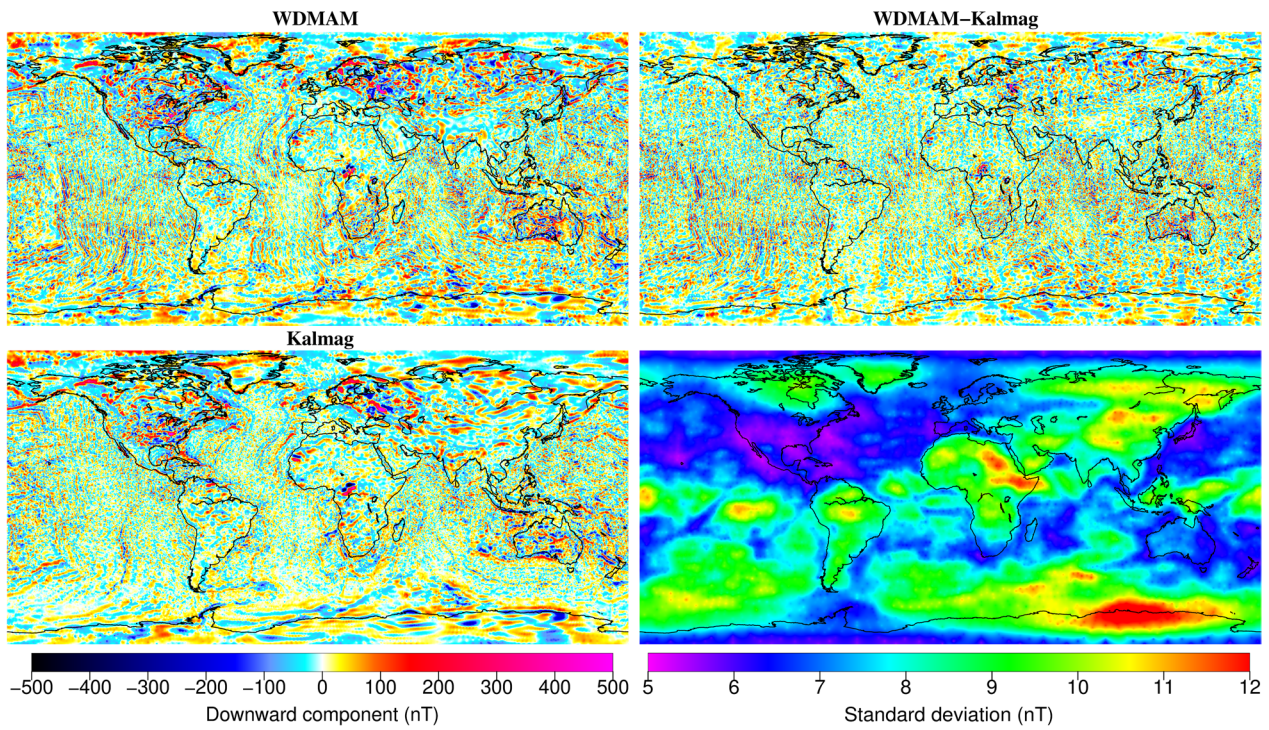 WDMAM
WDMAM−Kalmag
Kalmag
−500 −400 −300 −200 −100 0 100 200 300 400 500
Downward component (nT)
5 6 7 8 9 10 11 12
Standard deviation (nT)